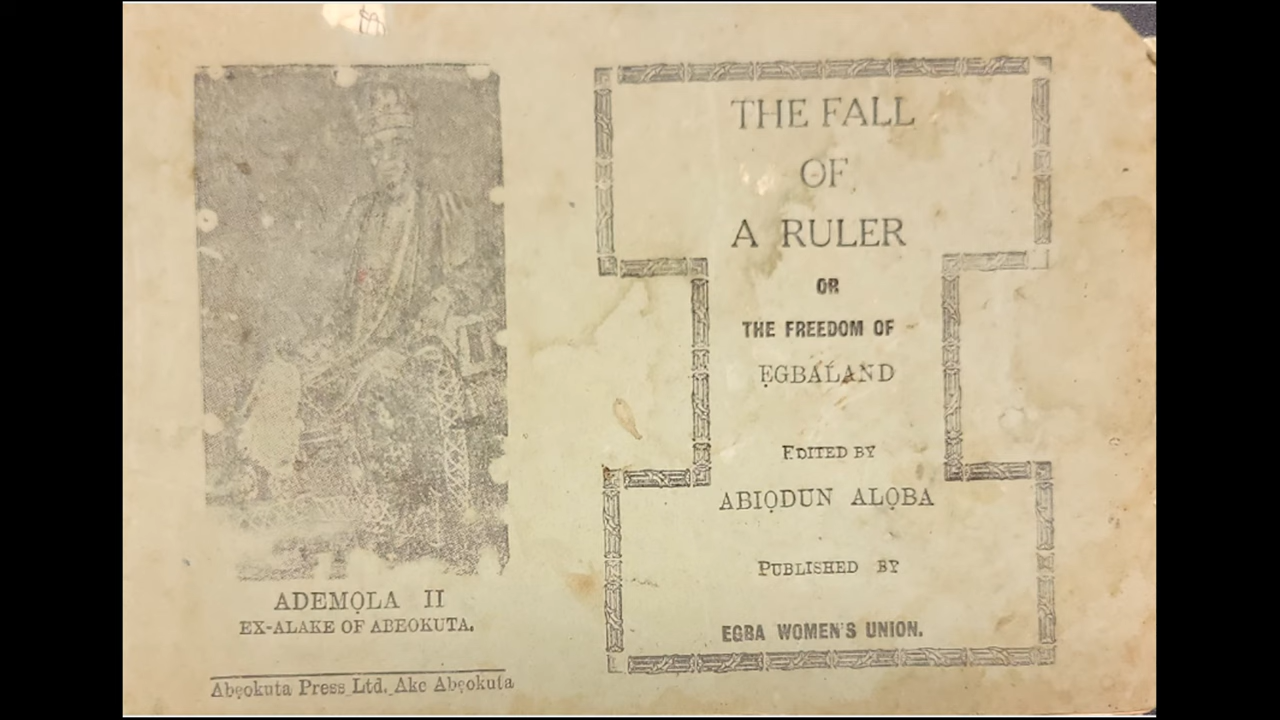 ADEMỌLA II
EX-ALAKE OF ABEOKUTA.
Abẹokuta Press Ltd. Ake Abẹokuta
THE FALL
OF
A RULER
OR
THE FREEDOM OF
ẸGBALAND
EDITED BY
ABIỌDUN ALỌBA
PUBLISHED BY
EGBA WOMEN'S UNION.